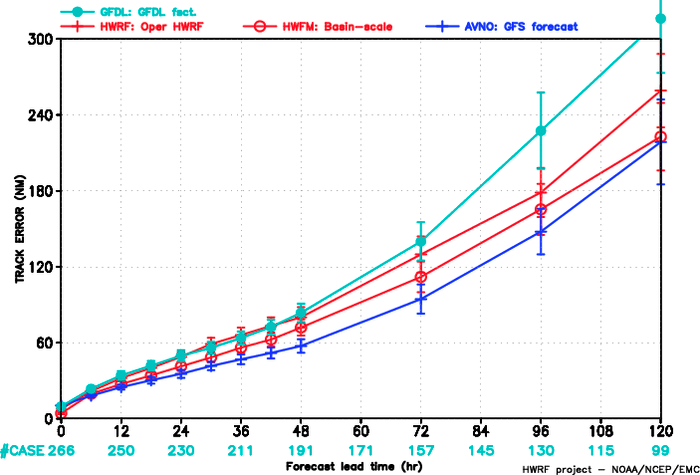 GFDL: GFDL fsct.
HWRF: Oper HWRF HWFM: Basin-scale AVNO: GFS forecast
300
240
180
120
60
0
TRACK ERROR (NM)
0 12 24 36 48 60 72 84 96 108 120
#CASE 266 250 230 211 191 171 157 145 130 115 99
Forecast lead time (hr)
HWRF project - NOAA/NCEP/EMC